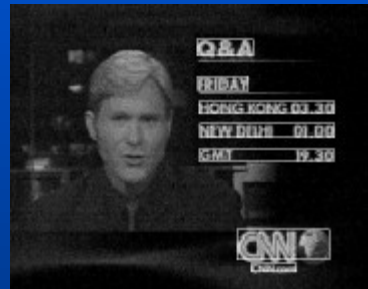 Q&A
FRIDAY
HONG KONG 03.30
NEW DELHI 01.00
GMT 19.30
CNN
CNN.com